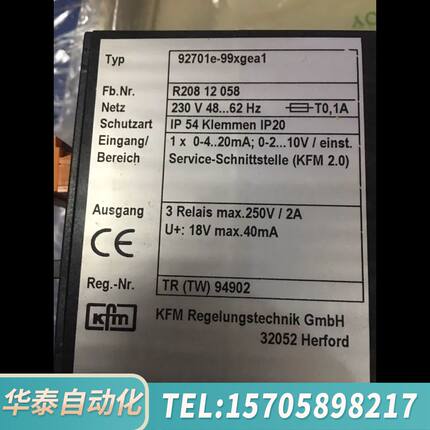 Typ 92701e-99xgea1
Fb.Nr. R208 12 058
Netz 230 V 48...62 Hz T0,1A
Schutzart IP 54 Klemmen IP20
Eingang/ 1 x 0-4..20mA; 0-2...10V / einst.
Bereich Service-Schnittstelle (KFM 2.0)
Ausgang 3 Relais max.250V / 2A
U+: 18V max.40mA
CE
Reg.-Nr. TR (TW) 94902
kfm KFM Regelungstechnik GmbH
32052 Herford
华泰自动化 TEL:15705898217